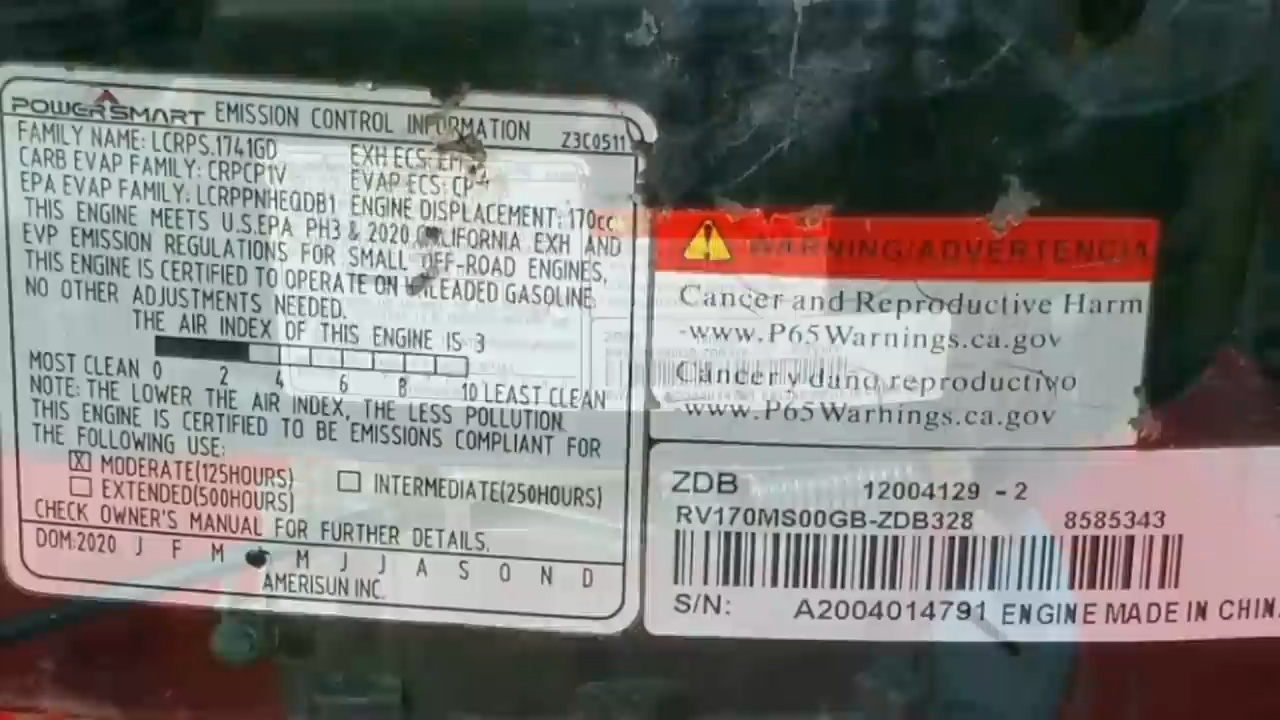 POWERSMART EMISSION CONTROL INFORMATION Z3C0511
FAMILY NAME: LCRPS.1741GD
CARB EVAP FAMILY: CRPCP1V
EPA EVAP FAMILY: LCRPPNHEQDB1
EXH ECS: EM
EVAP ECS: CP
ENGINE DISPLACEMENT: 170cc
THIS ENGINE MEETS U.S.EPA PH3 & 2020 CALIFORNIA EXH AND
EVP EMISSION REGULATIONS FOR SMALL OFF-ROAD ENGINES,
THIS ENGINE IS CERTIFIED TO OPERATE ON UNLEADED GASOLINE.
NO OTHER ADJUSTMENTS NEEDED.
THE AIR INDEX OF THIS ENGINE IS 3
MOST CLEAN 0 2 4 6 8 10 LEAST CLEAN
NOTE: THE LOWER THE AIR INDEX, THE LESS POLLUTION.
THIS ENGINE IS CERTIFIED TO BE EMISSIONS COMPLIANT FOR
THE FOLLOWING USE:
MODERATE(125HOURS)
EXTENDED(500HOURS)
INTERMEDIATE(250HOURS)
CHECK OWNER'S MANUAL FOR FURTHER DETAILS.
DOM:2020 J F M M J J A S O N D
AMERISUN INC.
WARNING/ADVERTENCIA
Cancer and Reproductive Harm
-www.P65Warnings.ca.gov
Cancer y dano reproductivo
-www.P65Warhings.ca.gov
ZDB 12004129 - 2
RV170MS00GB-ZDB328 8585343
S/N: A2004014791 ENGINE MADE IN CHIN